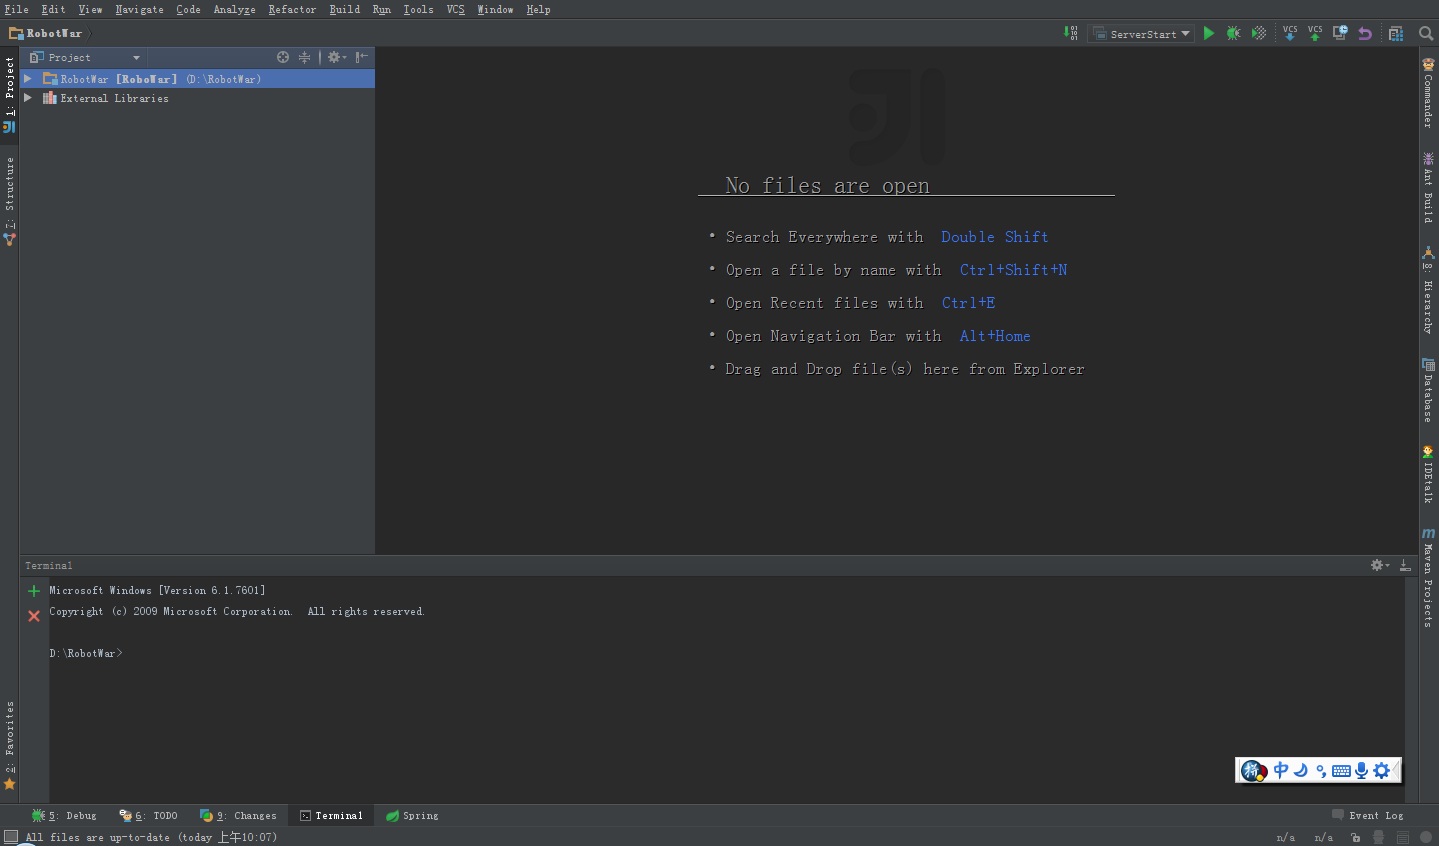 File Edit View Navigate Code Analyze Refactor Build Run Tools VCS Window Help
RobotWar
ServerStart
VCS VCS
Project
RobotWar [RoboWar] (D:\RobotWar)
External Libraries
1: Project
7: Structure
2: Favorites
No files are open
• Search Everywhere with Double Shift
• Open a file by name with Ctrl+Shift+N
• Open Recent files with Ctrl+E
• Open Navigation Bar with Alt+Home
• Drag and Drop file(s) here from Explorer
Commander
Ant Build
8: Hierarchy
Database
IDEtalk
m Maven Projects
Terminal
Microsoft Windows [Version 6.1.7601]
Copyright (c) 2009 Microsoft Corporation.  All rights reserved.
D:\RobotWar>
拼 中
5: Debug 6: TODO 9: Changes Terminal Spring Event Log
All files are up-to-date (today 上午10:07) n/a n/a